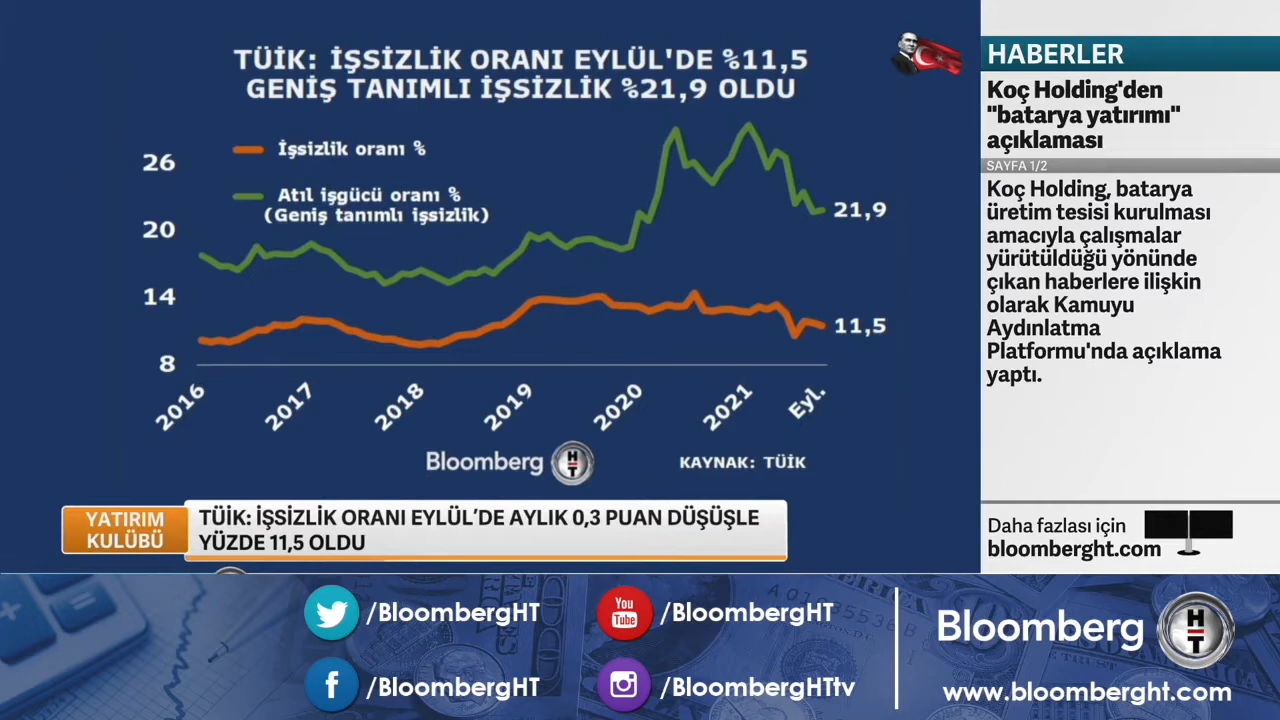 TÜİK: İŞSİZLİK ORANI EYLÜL'DE %11,5
GENİŞ TANIMLI İŞSİZLİK %21,9 OLDU
İşsizlik oranı %
Atıl işgücü oranı %
(Geniş tanımlı işsizlik)
26
20
14
8
21,9
11,5
2016
2017
2018
2019
2020
2021
Eyl.
Bloomberg HT
KAYNAK: TÜİK
YATIRIM
KULÜBÜ
TÜİK: İŞSİZLİK ORANI EYLÜL'DE AYLIK 0,3 PUAN DÜŞÜŞLE
YÜZDE 11,5 OLDU
HABERLER
Koç Holding'den
"batarya yatırımı"
açıklaması
SAYFA 1/2
Koç Holding, batarya
üretim tesisi kurulması
amacıyla çalışmalar
yürütüldüğü yönünde
çıkan haberlere ilişkin
olarak Kamuyu
Aydınlatma
Platformu'nda açıklama
yaptı.
Daha fazlası için
bloomberght.com
/BloombergHT
You
Tube
/BloombergHT
f
/BloombergHT
/BloombergHTtv
Bloomberg HT
www.bloomberght.com